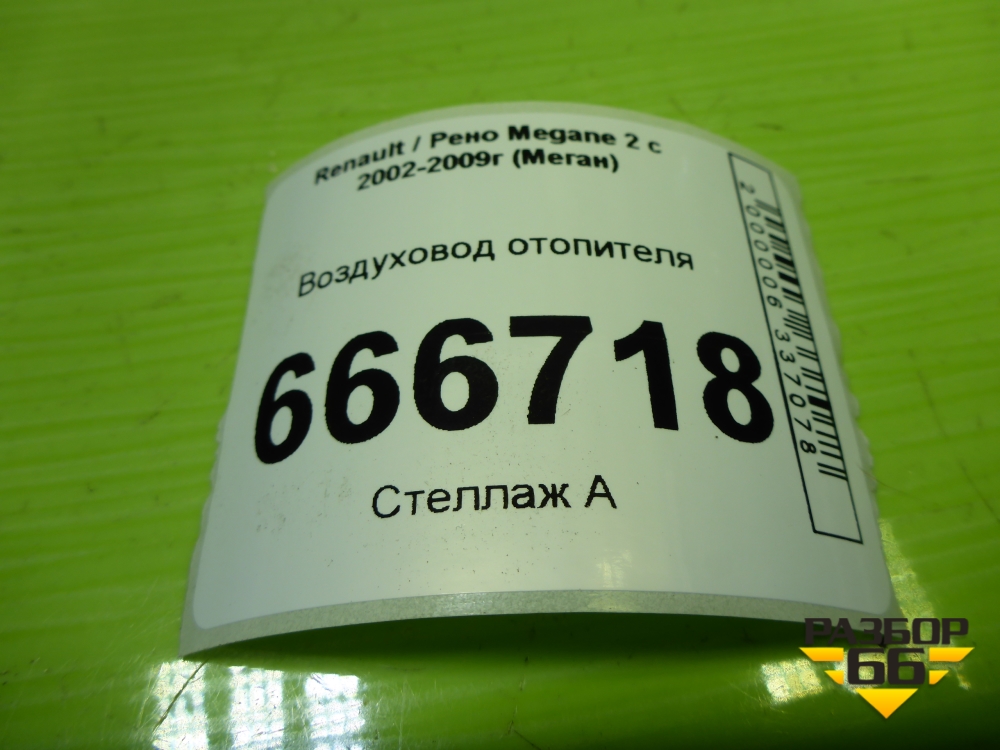 Renault / Рено Megane 2 с
2002-2009г (Меган)
Воздуховод отопителя
666718
Стеллаж А
2000006337078
РАЗБОР
66